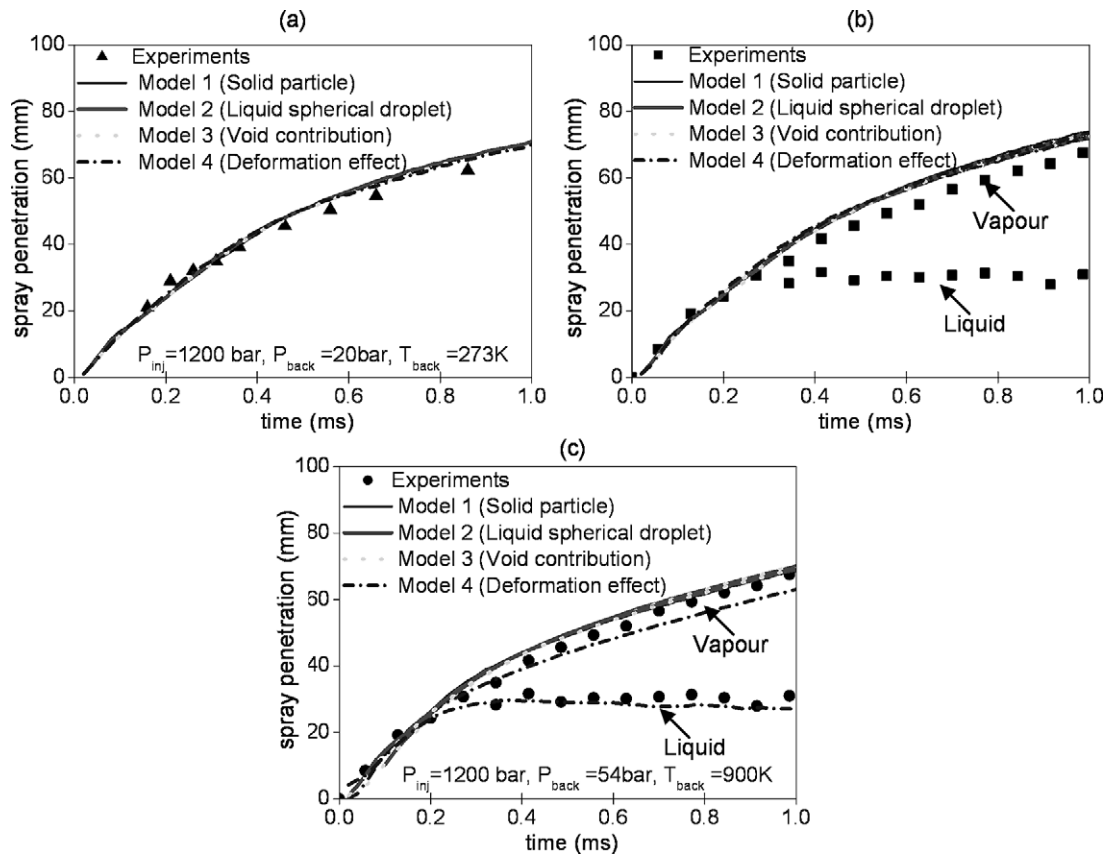 (a)
100
80
60
40
20
0
spray penetration (mm)
Experiments
Model 1 (Solid particle)
Model 2 (Liquid spherical droplet)
Model 3 (Void contribution)
Model 4 (Deformation effect)
P_inj=1200 bar, P_back =20bar, T_back=273K
0.0 0.2 0.4 0.6 0.8 1.0
time (ms)
(b)
100
80
60
40
20
0
spray penetration (mm)
Experiments
Model 1 (Solid particle)
Model 2 (Liquid spherical droplet)
Model 3 (Void contribution)
Model 4 (Deformation effect)
Vapour
Liquid
0.0 0.2 0.4 0.6 0.8 1.0
time (ms)
(c)
100
80
60
40
20
0
spray penetration (mm)
Experiments
Model 1 (Solid particle)
Model 2 (Liquid spherical droplet)
Model 3 (Void contribution)
Model 4 (Deformation effect)
Vapour
Liquid
P_inj=1200 bar, P_back =54bar, T_back=900K
0.0 0.2 0.4 0.6 0.8 1.0
time (ms)